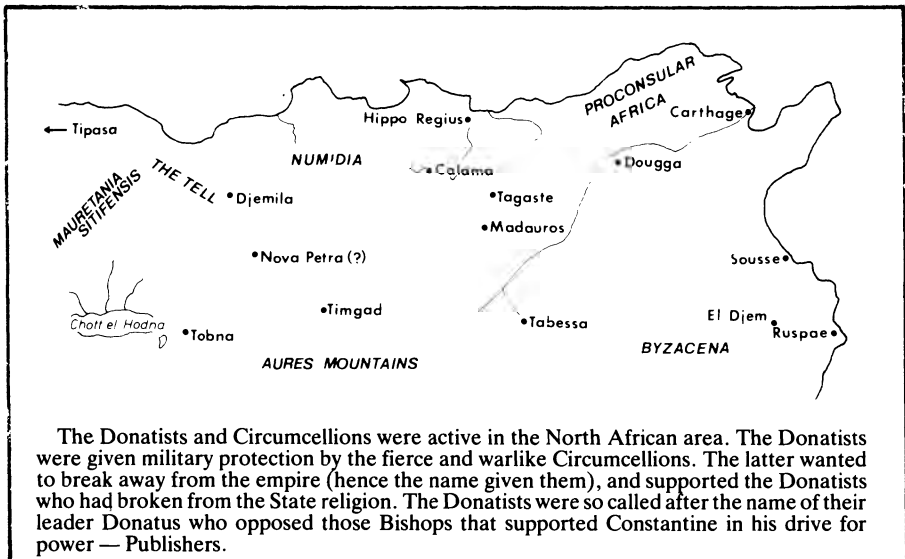 PROCONSULAR
AFRICA
Hippo Regius
Carthage
← Tipasa
NUMIDIA
Calama
Dougga
MAURETANIA
SITIFENSIS
THE TELL
Djemila
Tagaste
Madauros
Nova Petra (?)
Sousse
Chott el Hodna
Timgad
Tobna
Tabessa
El Djem
Ruspae
BYZACENA
AURES MOUNTAINS
The Donatists and Circumcellions were active in the North African area. The Donatists
were given military protection by the fierce and warlike Circumcellions. The latter wanted
to break away from the empire (hence the name given them), and supported the Donatists
who had broken from the State religion. The Donatists were so called after the name of their
leader Donatus who opposed those Bishops that supported Constantine in his drive for
power — Publishers.